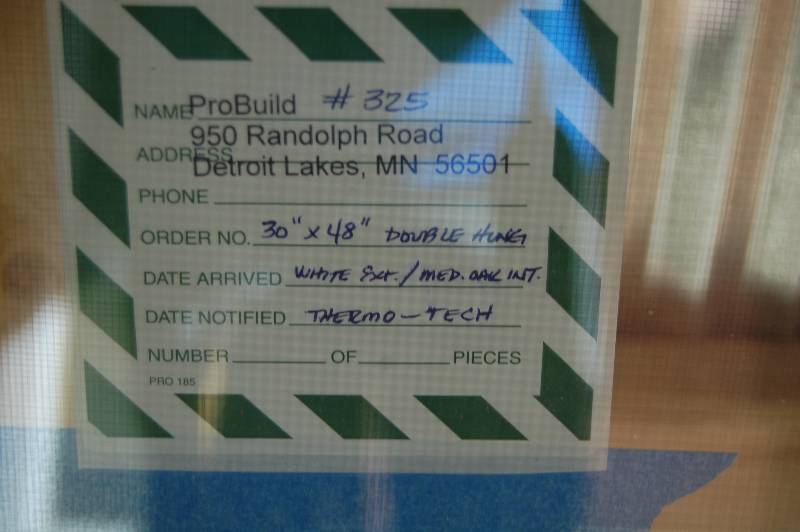 NAME ProBuild # 325
950 Randolph Road
ADDRESS
Detroit Lakes, MN 56501
PHONE
ORDER NO. 30" x 48" DOUBLE HUNG
DATE ARRIVED WHITE EXT. / MED. OAK INT.
DATE NOTIFIED THERMO - TECH
NUMBER OF PIECES
PRO 185